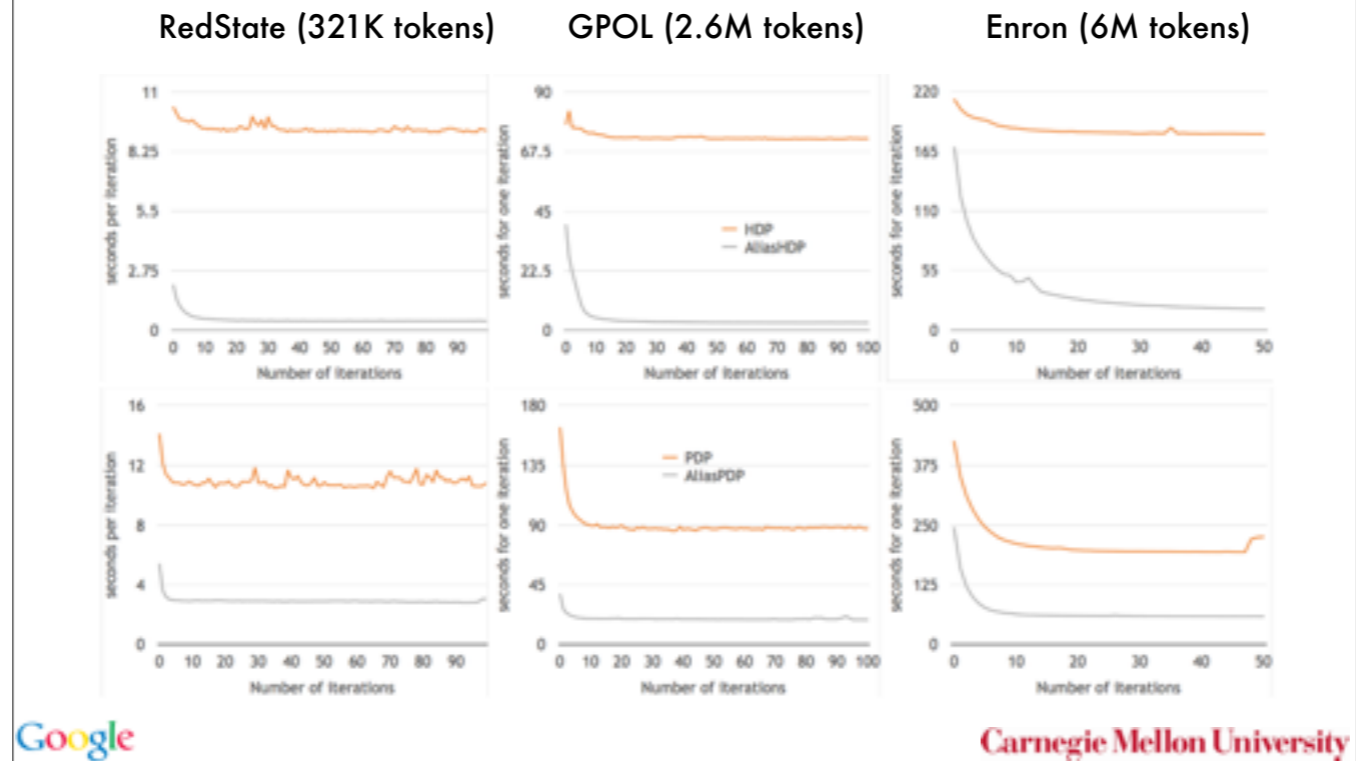 RedState (321K tokens) GPOL (2.6M tokens) Enron (6M tokens)
11
8.25
5.5
2.75
0
seconds per iteration
0 10 20 30 40 50 60 70 80 90
Number of Iterations
90
67.5
45
22.5
0
seconds for one iteration
HDP
AliasHDP
0 10 20 30 40 50 60 70 80 90 100
Number of Iterations
220
165
110
55
0
seconds for one iteration
0 10 20 30 40 50
Number of Iterations
16
12
8
4
0
seconds per iteration
0 10 20 30 40 50 60 70 80 90
Number of Iterations
180
135
90
45
0
seconds for one iteration
PDP
AliasPDP
0 10 20 30 40 50 60 70 80 90 100
Number of Iterations
500
375
250
125
0
seconds for one iteration
0 10 20 30 40 50
Number of Iterations
Google
Carnegie Mellon University